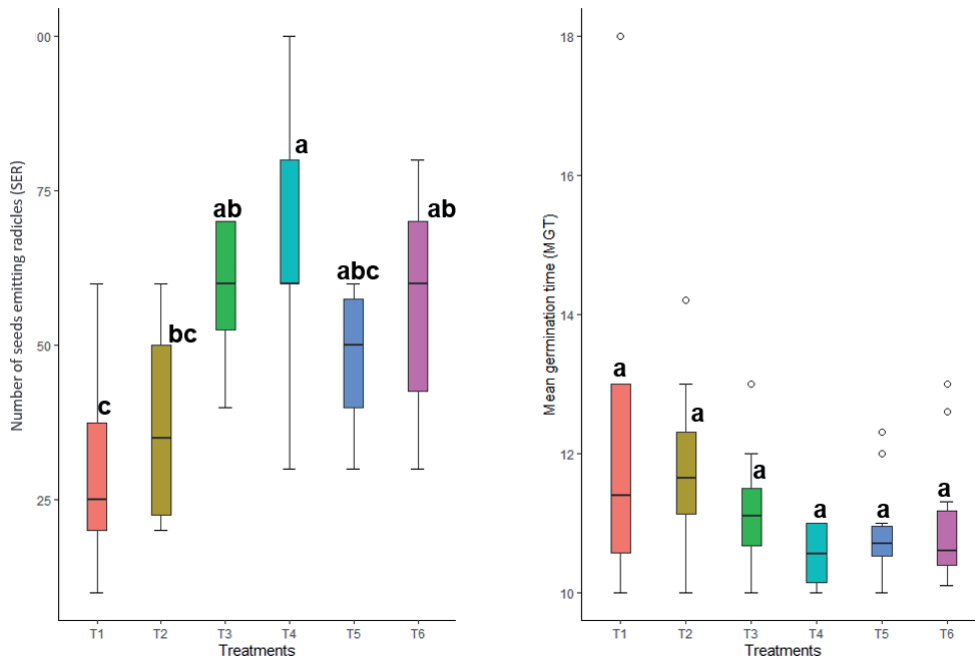 Number of seeds emitting radicles (SER)
00
75
50
25
c
bc
ab
a
abc
ab
T1 T2 T3 T4 T5 T6
Treatments
Mean germination time (MGT)
18
16
14
12
10
a
a
a
a
a
a
T1 T2 T3 T4 T5 T6
Treatments